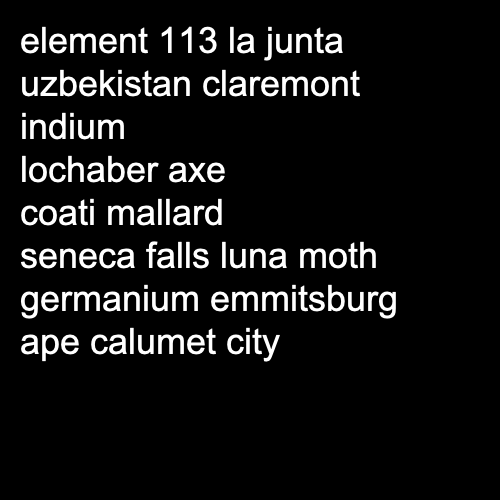 element 113 la junta
uzbekistan claremont
indium
lochaber axe
coati mallard
seneca falls luna moth
germanium emmitsburg
ape calumet city